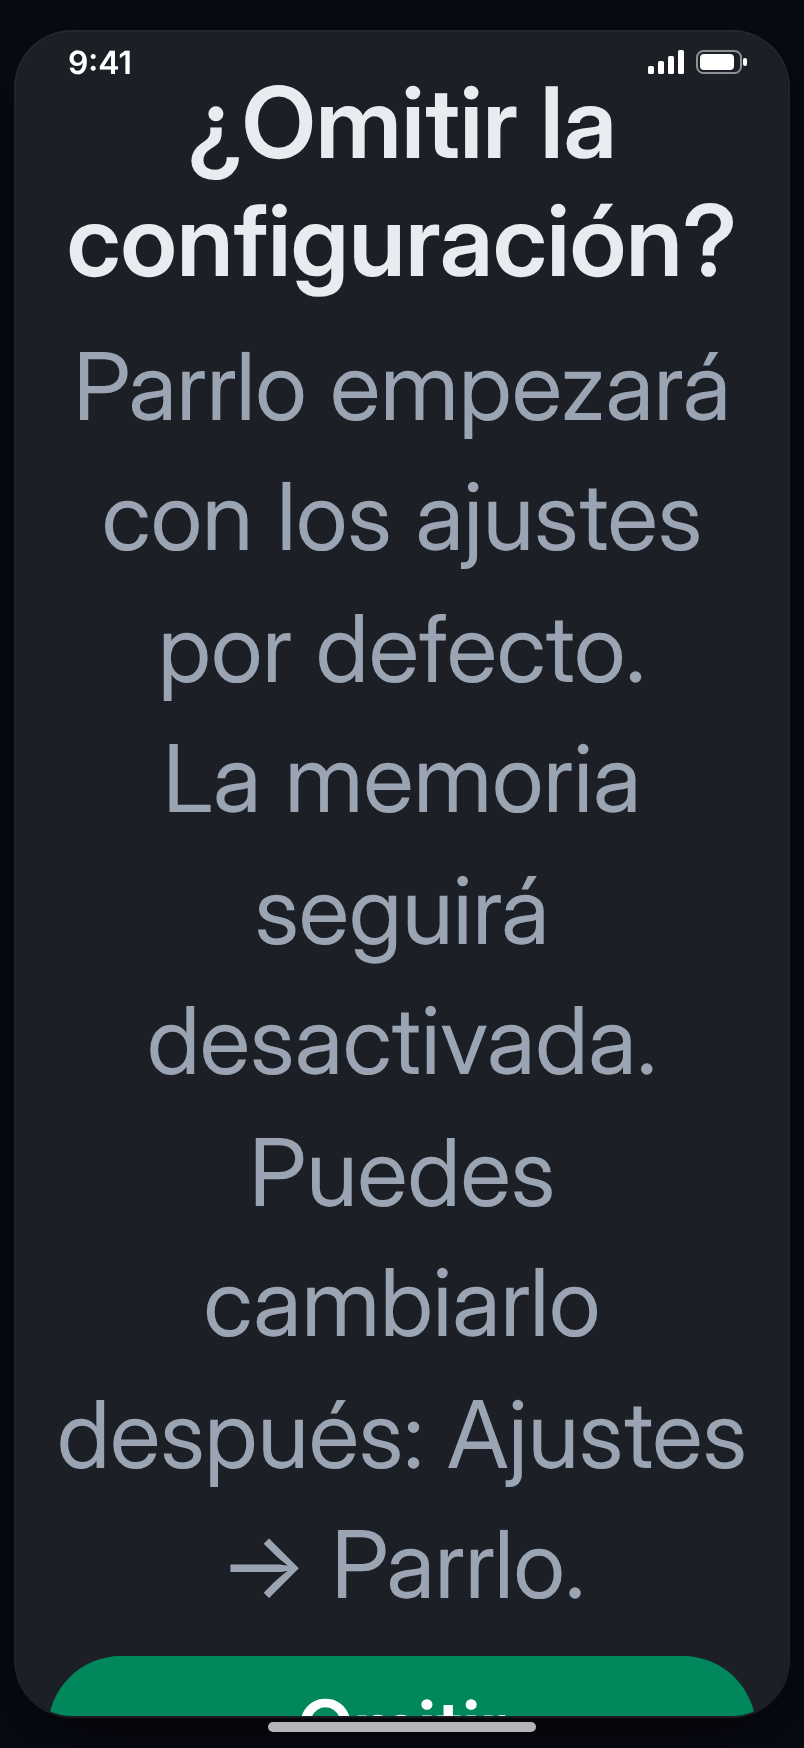 9:41
¿Omitir la
configuración?
Parrlo empezará
con los ajustes
por defecto.
La memoria
seguirá
desactivada.
Puedes
cambiarlo
después: Ajustes
→ Parrlo.
Omitir